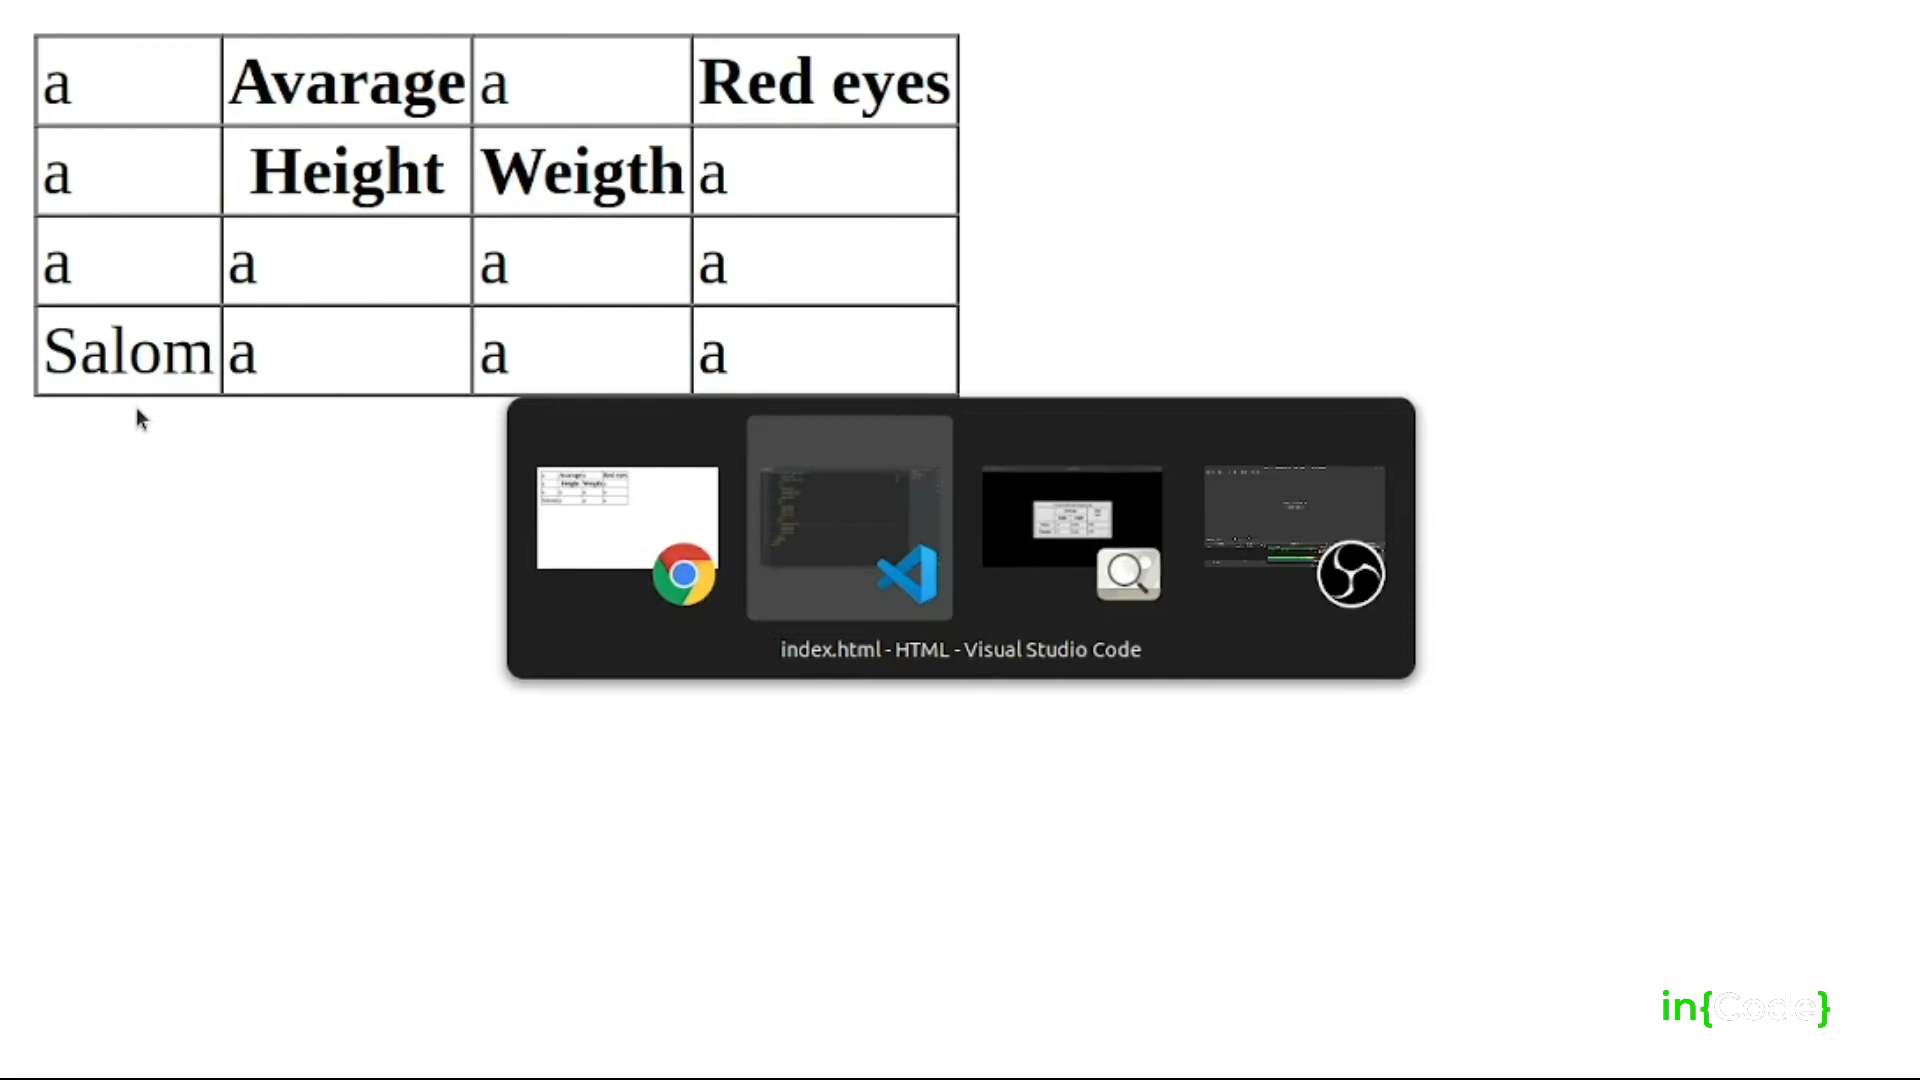 a Avarage a Red eyes
a Height Weigth a
a a a a
Salom a a a
index.html - HTML - Visual Studio Code
in{Code}